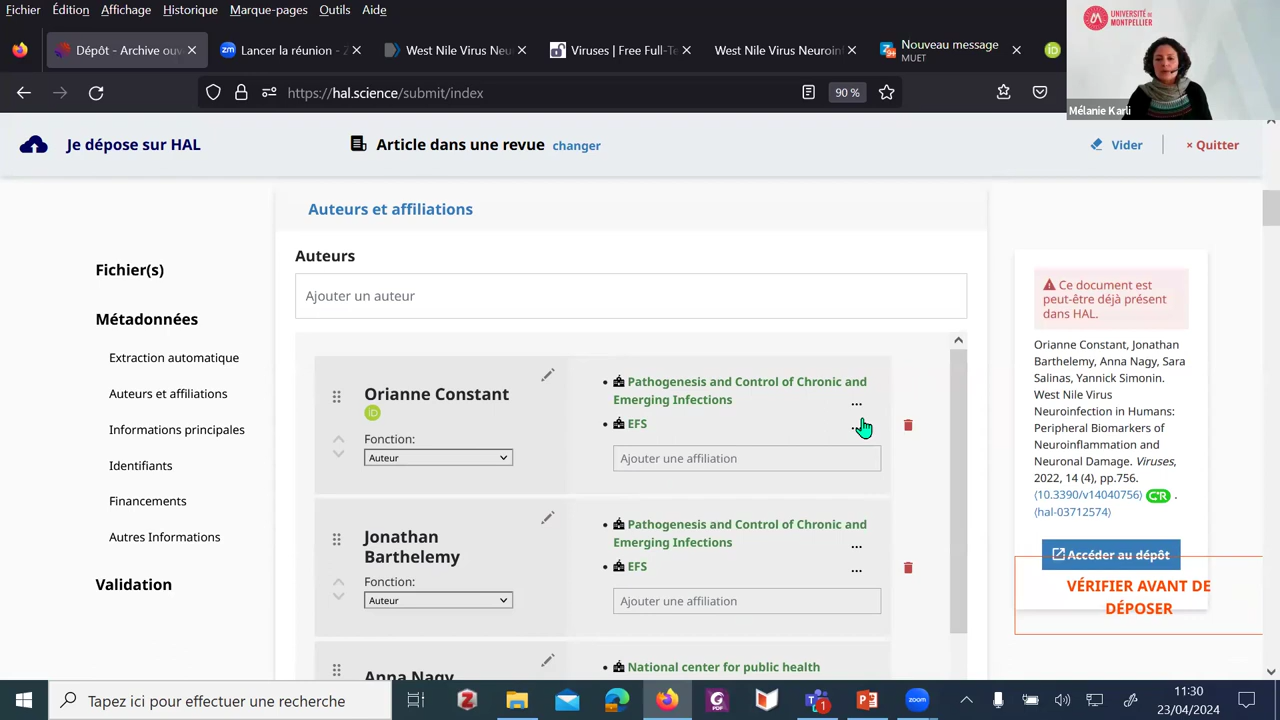 Fichier Édition Affichage Historique Marque-pages Outils Aide
UNIVERSITÉ DE
MONTPELLIER
Dépôt - Archive ouv
Lancer la réunion - Z
West Nile Virus Neu
Viruses | Free Full-Te
West Nile Virus Neuroinf
Nouveau message
MUET
https://hal.science/submit/index
90 %
Mélanie Karli
Je dépose sur HAL
Article dans une revue changer
Vider
× Quitter
Fichier(s)
Métadonnées
Extraction automatique
Auteurs et affiliations
Informations principales
Identifiants
Financements
Autres Informations
Validation
Auteurs et affiliations
Auteurs
Ajouter un auteur
Orianne Constant
iD
Fonction:
Auteur
• Pathogenesis and Control of Chronic and
Emerging Infections
...
• EFS
Ajouter une affiliation
Jonathan
Barthelemy
Fonction:
Auteur
• Pathogenesis and Control of Chronic and
Emerging Infections
...
• EFS
...
Ajouter une affiliation
Anna Nagy
• National center for public health
Ce document est
peut-être déjà présent
dans HAL.
Orianne Constant, Jonathan
Barthelemy, Anna Nagy, Sara
Salinas, Yannick Simonin.
West Nile Virus
Neuroinfection in Humans:
Peripheral Biomarkers of
Neuroinflammation and
Neuronal Damage. Viruses,
2022, 14 (4), pp.756.
⟨10.3390/v14040756⟩ .
⟨hal-03712574⟩
Accéder au dépôt
VÉRIFIER AVANT DE
DÉPOSER
Tapez ici pour effectuer une recherche
zoom
11:30
23/04/2024